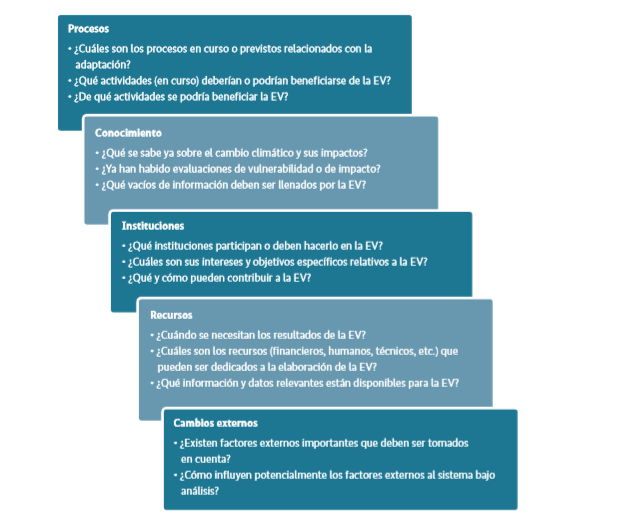 Procesos
• ¿Cuáles son los procesos en curso o previstos relacionados con la
adaptación?
• ¿Qué actividades (en curso) deberían o podrían beneficiarse de la EV?
• ¿De qué actividades se podría beneficiar la EV?
Conocimiento
• ¿Qué se sabe ya sobre el cambio climático y sus impactos?
• ¿Ya han habido evaluaciones de vulnerabilidad o de impacto?
• ¿Qué vacíos de información deben ser llenados por la EV?
Instituciones
• ¿Qué instituciones participan o deben hacerlo en la EV?
• ¿Cuáles son sus intereses y objetivos específicos relativos a la EV?
• ¿Qué y cómo pueden contribuir a la EV?
Recursos
• ¿Cuándo se necesitan los resultados de la EV?
• ¿Cuáles son los recursos (financieros, humanos, técnicos, etc.) que
pueden ser dedicados a la elaboración de la EV?
• ¿Qué información y datos relevantes están disponibles para la EV?
Cambios externos
• ¿Existen factores externos importantes que deben ser tomados
en cuenta?
• ¿Cómo influyen potencialmente los factores externos al sistema bajo
análisis?